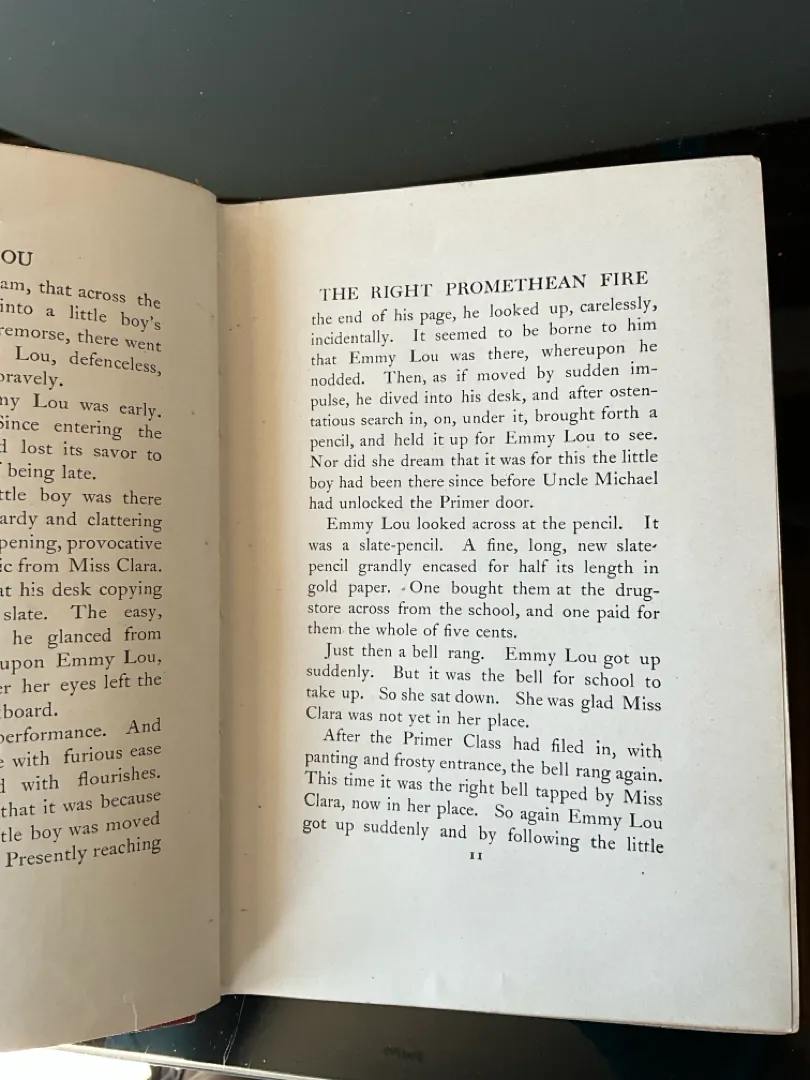 OU
am, that across the
into a little boy's
remorse, there went
Lou, defenceless,
bravely.
my Lou was early.
Since entering the
d lost its savor to
f being late.
ttle boy was there
ardy and clattering
pening, provocative
ic from Miss Clara.
at his desk copying
slate. The easy,
he glanced from
upon Emmy Lou,
er her eyes left the
board.
performance. And
e with furious ease
d with flourishes.
that it was because
tle boy was moved
Presently reaching
THE RIGHT PROMETHEAN FIRE
the end of his page, he looked up, carelessly,
incidentally. It seemed to be borne to him
that Emmy Lou was there, whereupon he
nodded. Then, as if moved by sudden im-
pulse, he dived into his desk, and after osten-
tatious search in, on, under it, brought forth a
pencil, and held it up for Emmy Lou to see.
Nor did she dream that it was for this the little
boy had been there since before Uncle Michael
had unlocked the Primer door.
Emmy Lou looked across at the pencil. It
was a slate-pencil. A fine, long, new slate-
pencil grandly encased for half its length in
gold paper. One bought them at the drug-
store across from the school, and one paid for
them the whole of five cents.
Just then a bell rang. Emmy Lou got up
suddenly. But it was the bell for school to
take up. So she sat down. She was glad Miss
Clara was not yet in her place.
After the Primer Class had filed in, with
panting and frosty entrance, the bell rang again.
This time it was the right bell tapped by Miss
Clara, now in her place. So again Emmy Lou
got up suddenly and by following the little
11